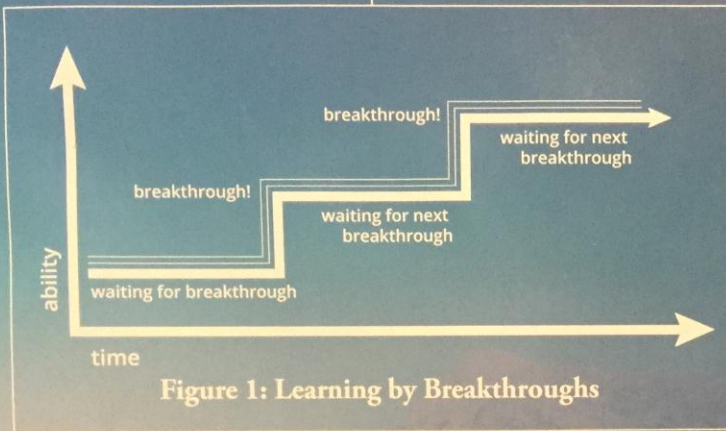 breakthrough!
waiting for next
breakthrough
breakthrough!
waiting for next
breakthrough
ability
waiting for breakthrough
time
Figure 1: Learning by Breakthroughs